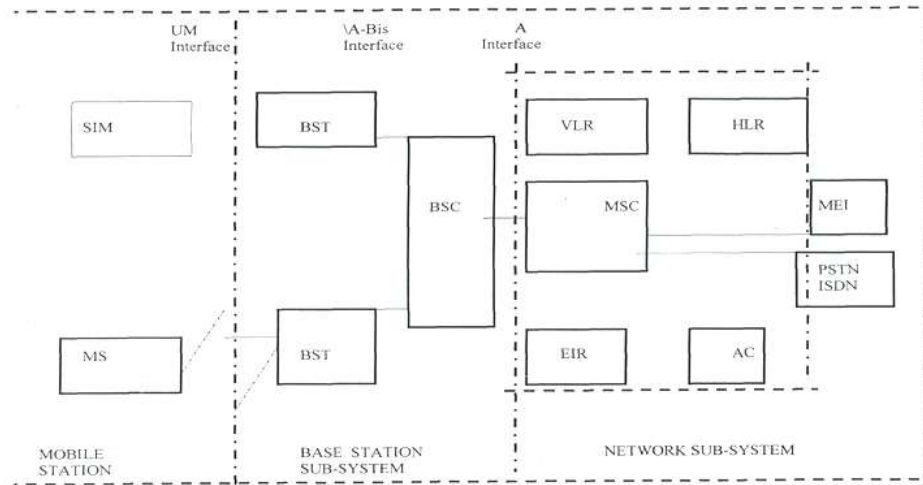 UM
Interface
\A-Bis
Interface
A
Interface
SIM
BST
VLR
HLR
BSC
MSC
MEI
PSTN
ISDN
MS
BST
EIR
AC
MOBILE
STATION
BASE STATION
SUB-SYSTEM
NETWORK SUB-SYSTEM